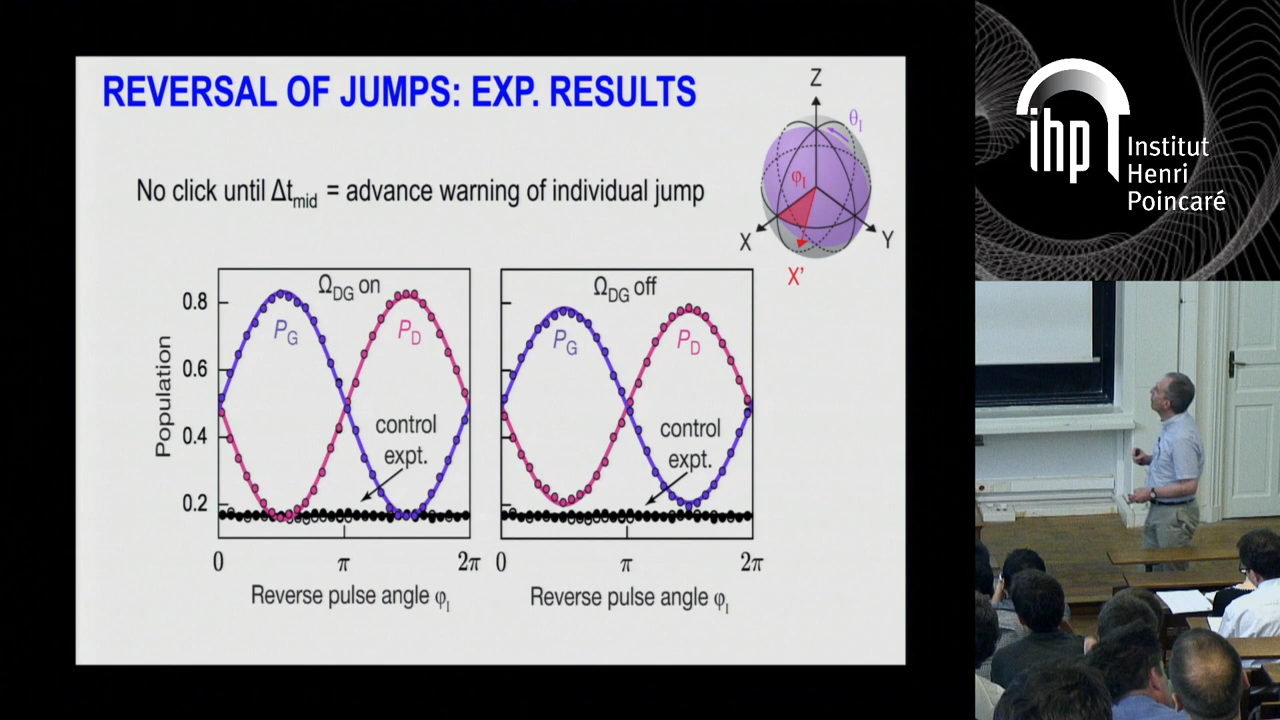 REVERSAL OF JUMPS: EXP. RESULTS
No click until Δt_mid = advance warning of individual jump
Z
θ_I
φ_I
X
Y
X'
ihp
Institut
Henri
Poincaré
Population
0.8
0.6
0.4
0.2
Ω_DG on
P_G
P_D
control
expt.
0
π
2π
Reverse pulse angle φ_I
Ω_DG off
P_G
P_D
control
expt.
0
π
2π
Reverse pulse angle φ_I